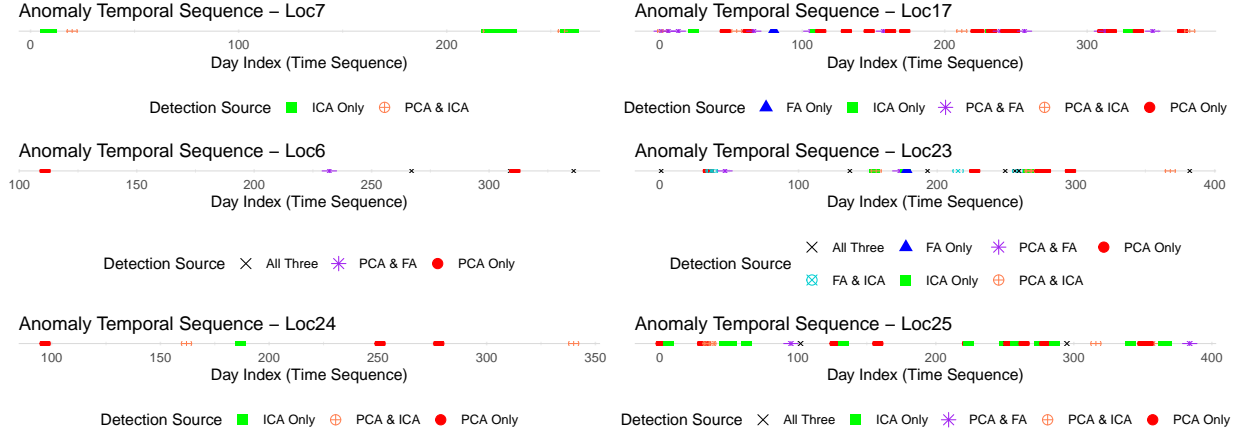 Anomaly Temporal Sequence – Loc7
0 100 200
Day Index (Time Sequence)
Detection Source ICA Only PCA & ICA
Anomaly Temporal Sequence – Loc17
0 100 200 300
Day Index (Time Sequence)
Detection Source FA Only ICA Only PCA & FA PCA & ICA PCA Only
Anomaly Temporal Sequence – Loc6
100 150 200 250 300
Day Index (Time Sequence)
Detection Source All Three PCA & FA PCA Only
Anomaly Temporal Sequence – Loc23
0 100 200 300 400
Day Index (Time Sequence)
Detection Source
All Three FA Only PCA & FA PCA Only
FA & ICA ICA Only PCA & ICA
Anomaly Temporal Sequence – Loc24
100 150 200 250 300 350
Day Index (Time Sequence)
Detection Source ICA Only PCA & ICA PCA Only
Anomaly Temporal Sequence – Loc25
0 100 200 300 400
Day Index (Time Sequence)
Detection Source All Three ICA Only PCA & FA PCA & ICA PCA Only